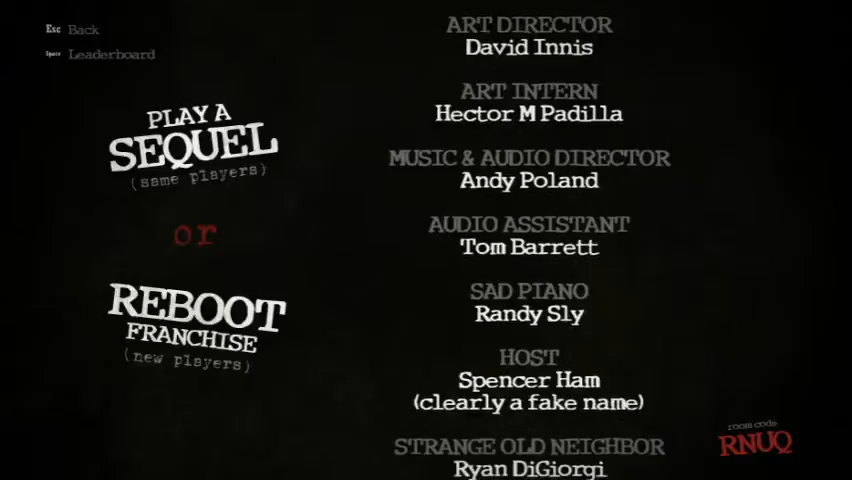 Esc Back
Space Leaderboard
PLAY A
SEQUEL
(same players)
or
REBOOT
FRANCHISE
(new players)
ART DIRECTOR
David Innis
ART INTERN
Hector M Padilla
MUSIC & AUDIO DIRECTOR
Andy Poland
AUDIO ASSISTANT
Tom Barrett
SAD PIANO
Randy Sly
HOST
Spencer Ham
(clearly a fake name)
STRANGE OLD NEIGHBOR
Ryan DiGiorgi
room code
RNUQ